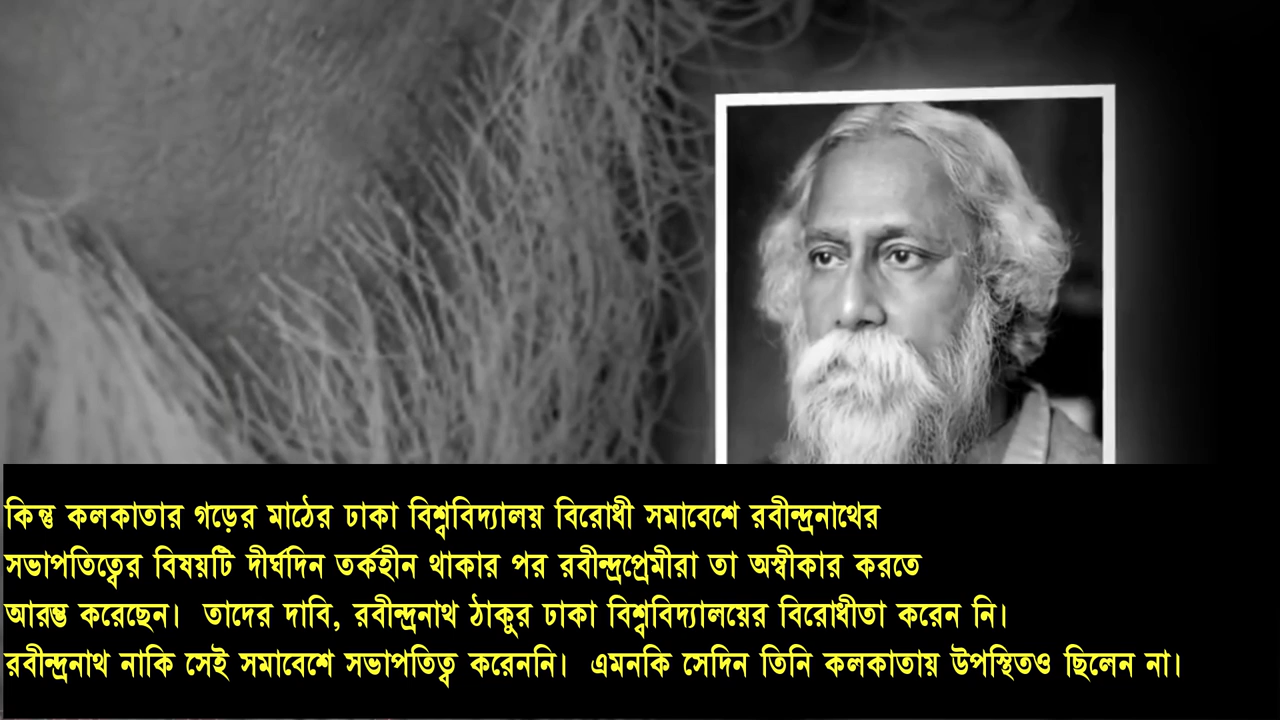 কিন্তু কলকাতার গড়ের মাঠের ঢাকা বিশ্ববিদ্যালয় বিরোধী সমাবেশে রবীন্দ্রনাথের
সভাপতিত্বের বিষয়টি দীর্ঘদিন তর্কহীন থাকার পর রবীন্দ্রপ্রেমীরা তা অস্বীকার করতে
আরম্ভ করেছেন। তাদের দাবি, রবীন্দ্রনাথ ঠাকুর ঢাকা বিশ্ববিদ্যালয়ের বিরোধীতা করেন নি।
রবীন্দ্রনাথ নাকি সেই সমাবেশে সভাপতিত্ব করেননি। এমনকি সেদিন তিনি কলকাতায় উপস্থিতও ছিলেন না।